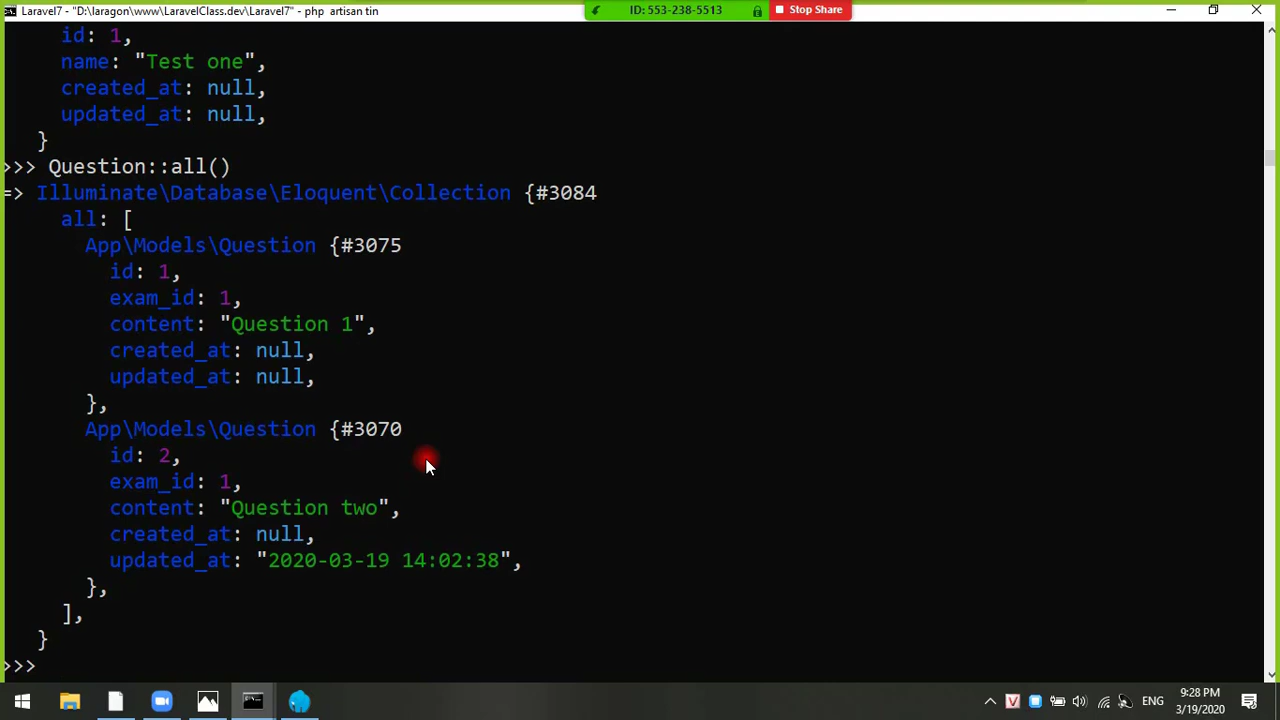 Laravel7 - "D:\laragon\www\LaravelClass.dev\Laravel7" - php  artisan tin
ID: 553-238-5513
Stop Share
id: 1,
name: "Test one",
created_at: null,
updated_at: null,
}
>>> Question::all()
=> Illuminate\Database\Eloquent\Collection {#3084
all: [
App\Models\Question {#3075
id: 1,
exam_id: 1,
content: "Question 1",
created_at: null,
updated_at: null,
},
App\Models\Question {#3070
id: 2,
exam_id: 1,
content: "Question two",
created_at: null,
updated_at: "2020-03-19 14:02:38",
},
],
}
>>>
V
ENG
9:28 PM
3/19/2020